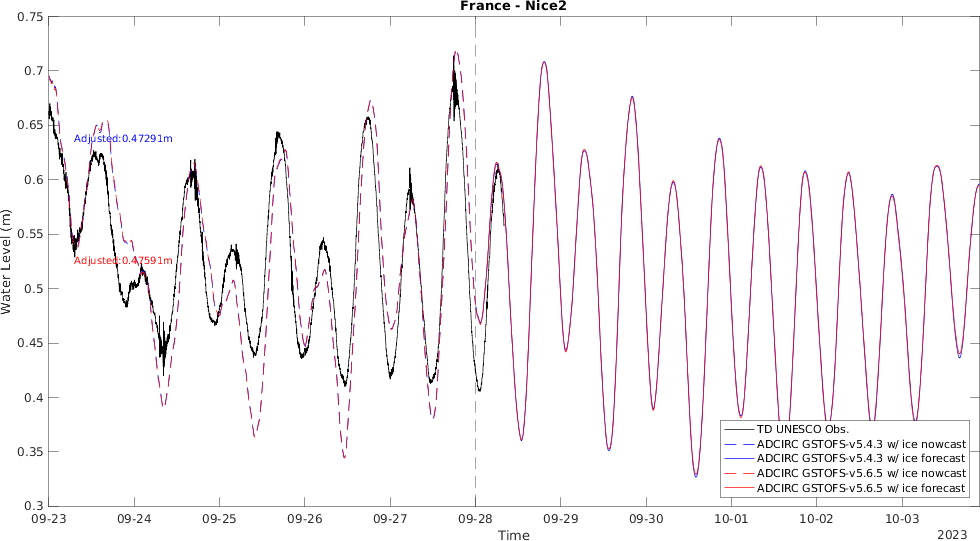 France - Nice2
0.75
0.7
0.65
0.6
0.55
0.5
0.45
0.4
0.35
0.3
Water Level (m)
Adjusted:0.47291m
Adjusted:0.47591m
TD UNESCO Obs.
ADCIRC GSTOFS-v5.4.3 w/ ice nowcast
ADCIRC GSTOFS-v5.4.3 w/ ice forecast
ADCIRC GSTOFS-v5.6.5 w/ ice nowcast
ADCIRC GSTOFS-v5.6.5 w/ ice forecast
09-23 09-24 09-25 09-26 09-27 09-28 09-29 09-30 10-01 10-02 10-03
Time
2023